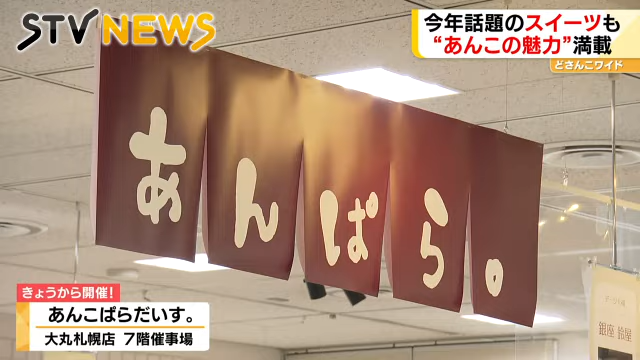 STV NEWS
今年話題のスイーツも
“あんこの魅力”満載
どさんこワイド
あんぱら。
きょうから開催!
あんこぱらだいす。
大丸札幌店 7階催事場
銀座 鈴屋